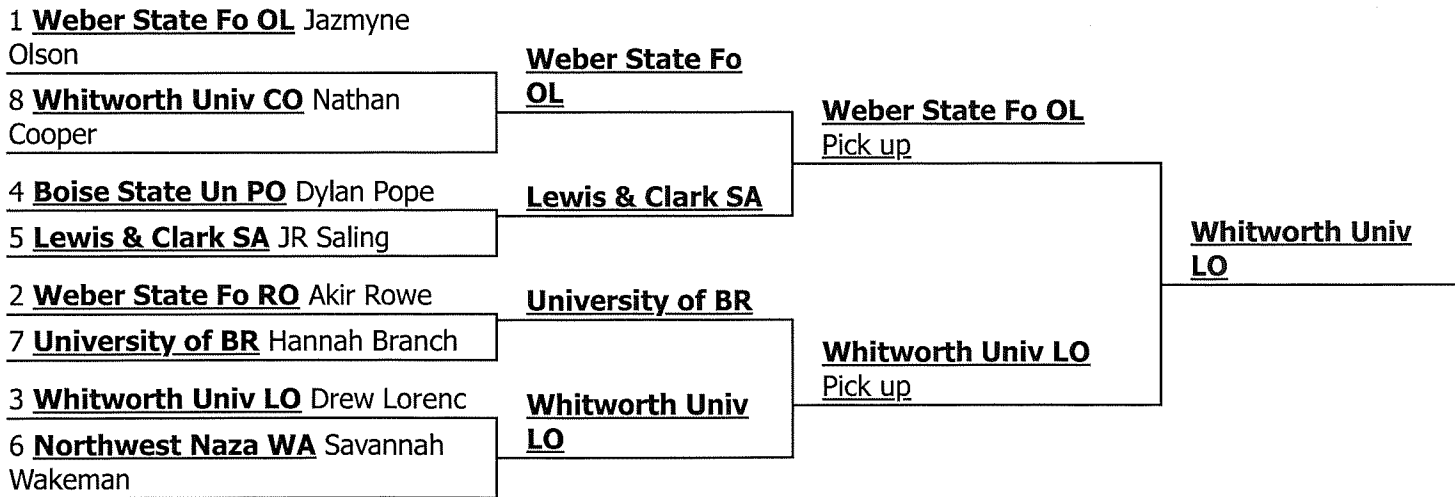 1 Weber State Fo OL Jazmyne
Olson
8 Whitworth Univ CO Nathan
Cooper
4 Boise State Un PO Dylan Pope
5 Lewis & Clark SA JR Saling
2 Weber State Fo RO Akir Rowe
7 University of BR Hannah Branch
3 Whitworth Univ LO Drew Lorenc
6 Northwest Naza WA Savannah
Wakeman
Weber State Fo
OL
Lewis & Clark SA
University of BR
Whitworth Univ
LO
Weber State Fo OL
Pick up
Whitworth Univ LO
Pick up
Whitworth Univ
LO